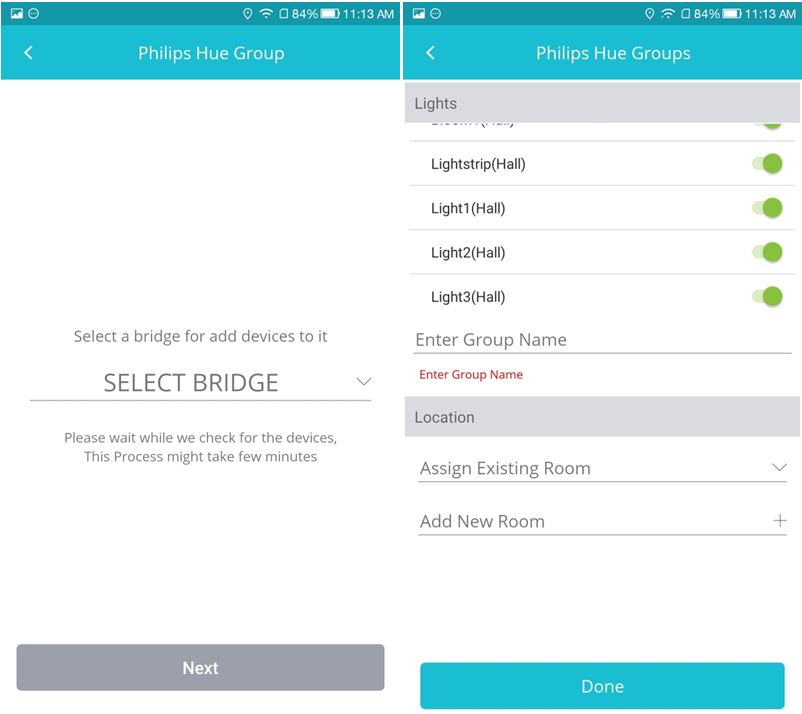 84% 11:13 AM
Philips Hue Group
Select a bridge for add devices to it
SELECT BRIDGE
Please wait while we check for the devices,
This Process might take few minutes
Next
84% 11:13 AM
Philips Hue Groups
Lights
Lightstrip(Hall)
Light1(Hall)
Light2(Hall)
Light3(Hall)
Enter Group Name
Enter Group Name
Location
Assign Existing Room
Add New Room
Done